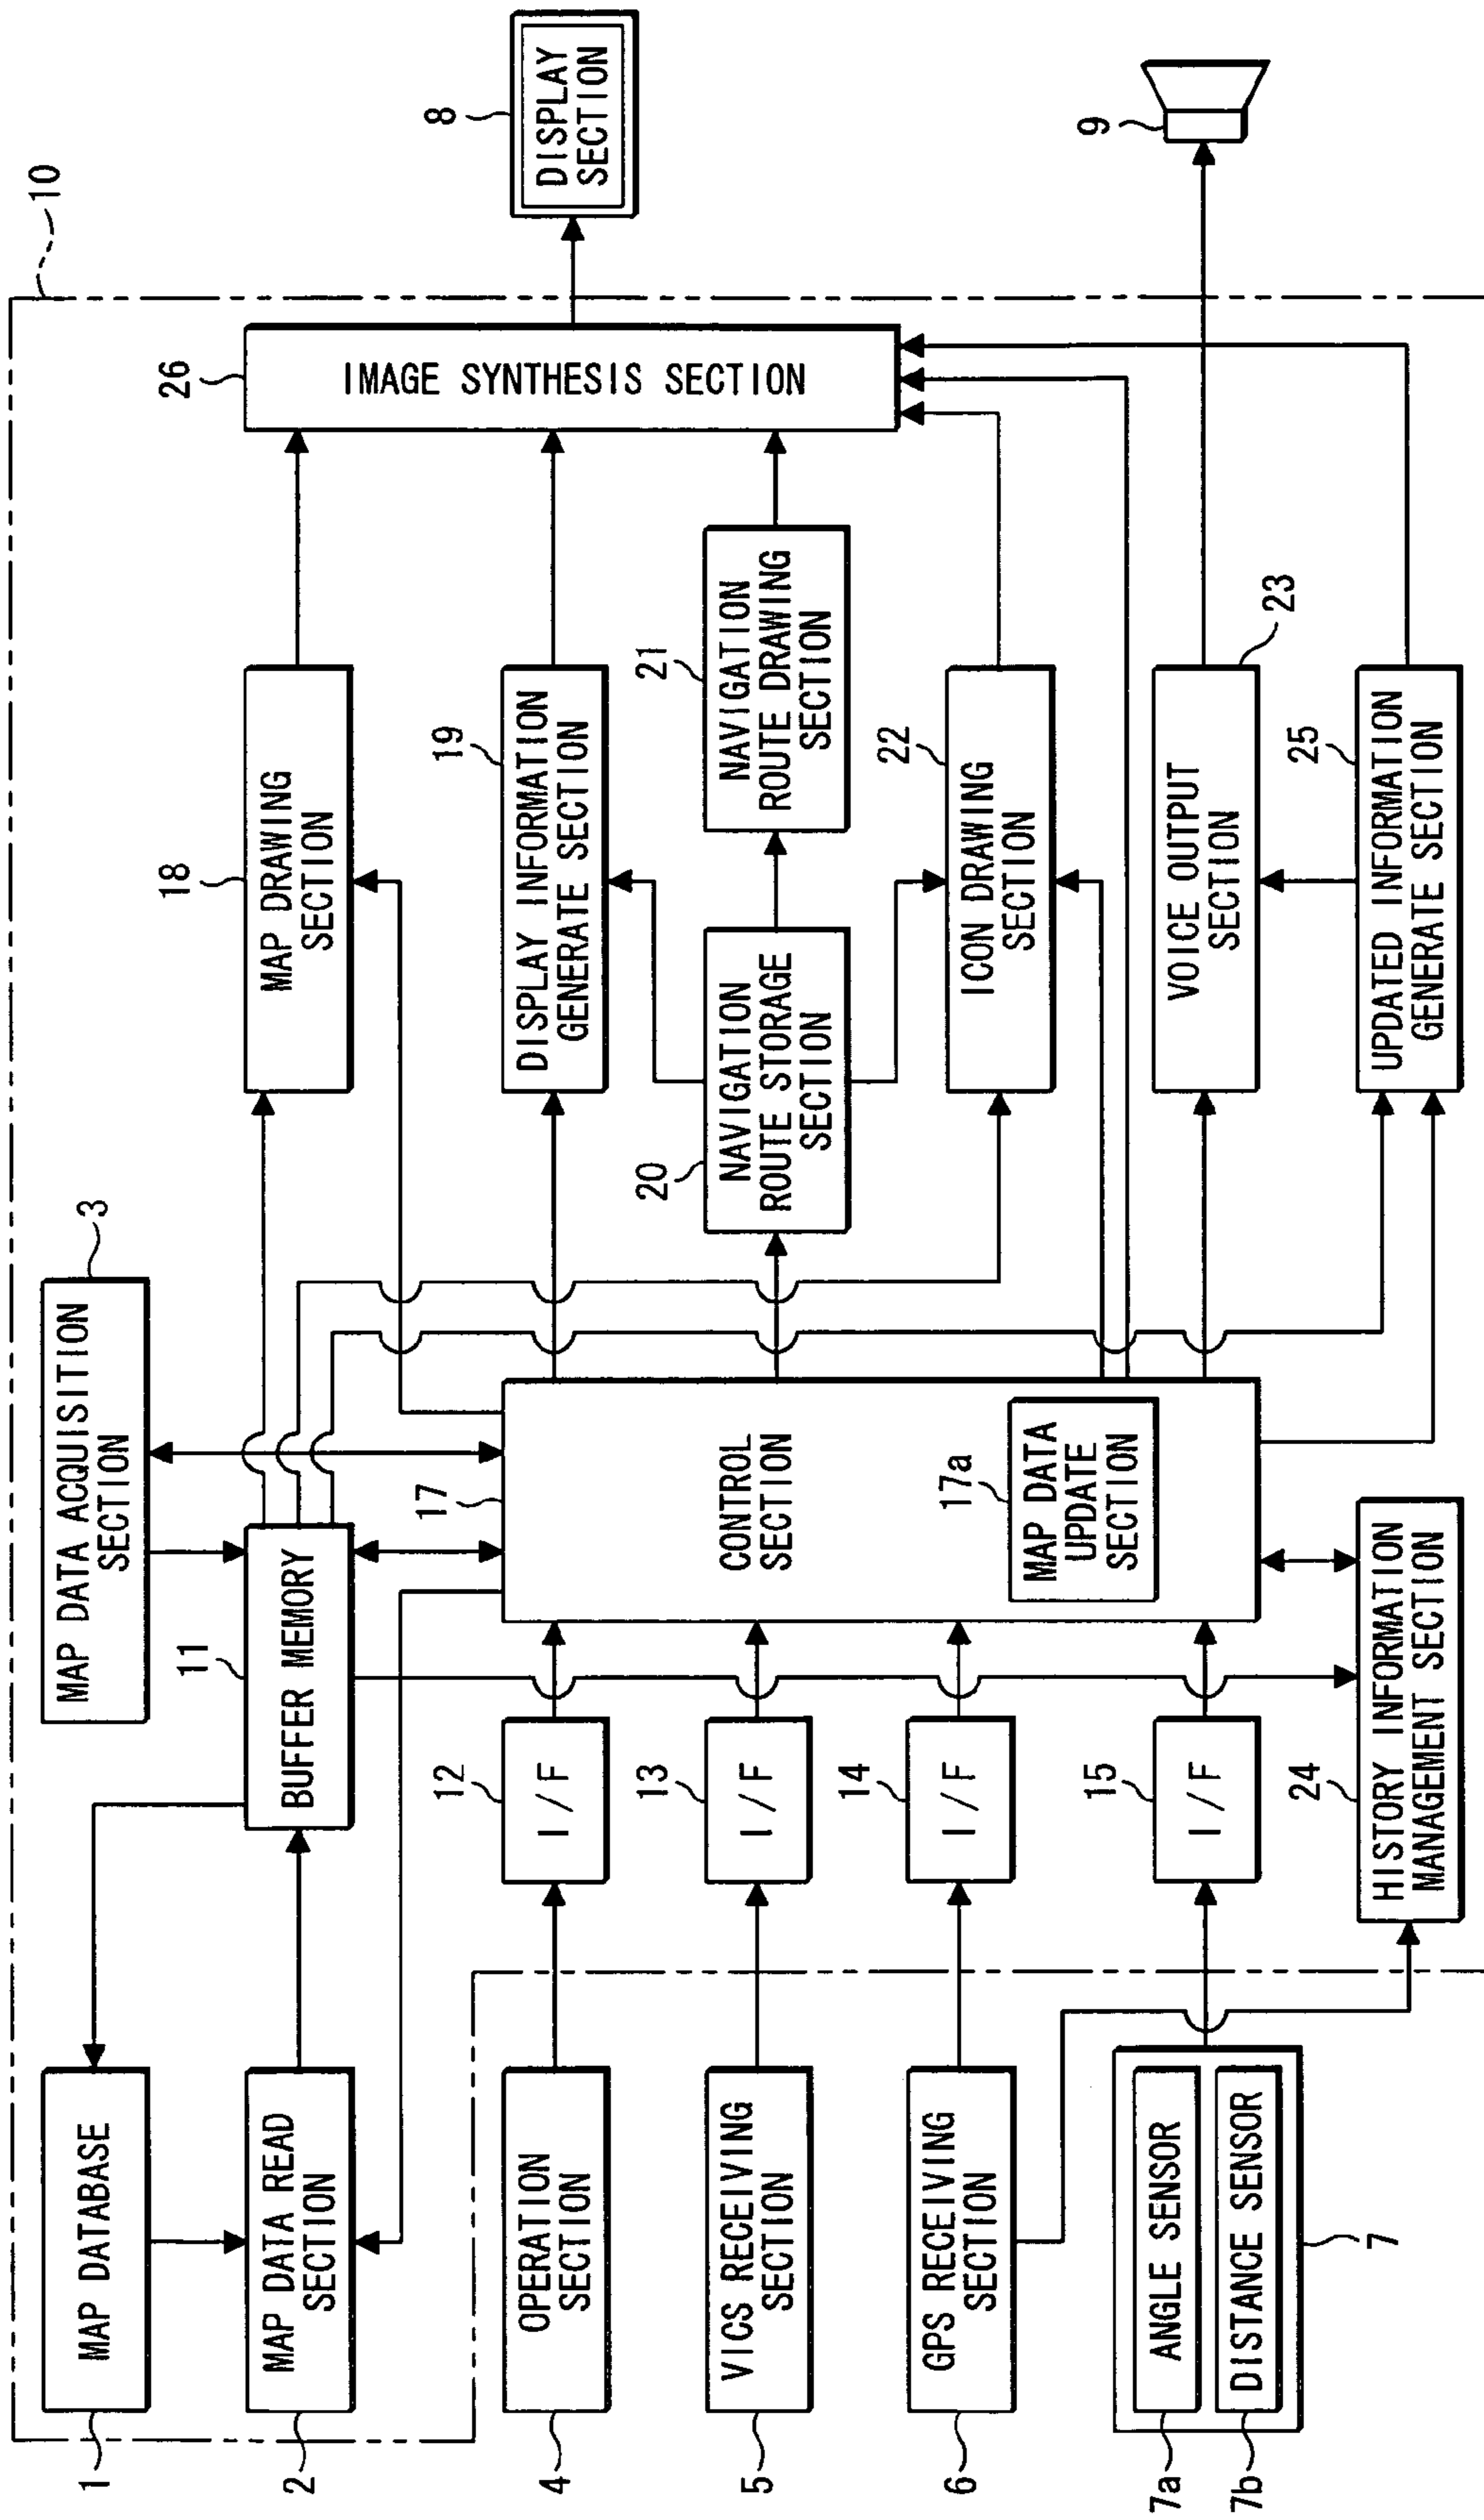 10
1
MAP DATABASE
MAP DATA ACQUISITION
SECTION
3
2
MAP DATA READ
SECTION
11
BUFFER MEMORY
18
MAP DRAWING
SECTION
26
IMAGE SYNTHESIS SECTION
8
DISPLAY
SECTION
4
OPERATION
SECTION
12
I/F
17
CONTROL
SECTION
19
DISPLAY INFORMATION
GENERATE SECTION
5
VICS RECEIVING
SECTION
13
I/F
20
NAVIGATION
ROUTE STORAGE
SECTION
21
NAVIGATION
ROUTE DRAWING
SECTION
6
GPS RECEIVING
SECTION
14
I/F
17a
MAP DATA
UPDATE
SECTION
22
ICON DRAWING
SECTION
7a
ANGLE SENSOR
7b
DISTANCE SENSOR
7
15
I/F
VOICE OUTPUT
SECTION
23
9
24
HISTORY INFORMATION
MANAGEMENT SECTION
25
UPDATED INFORMATION
GENERATE SECTION